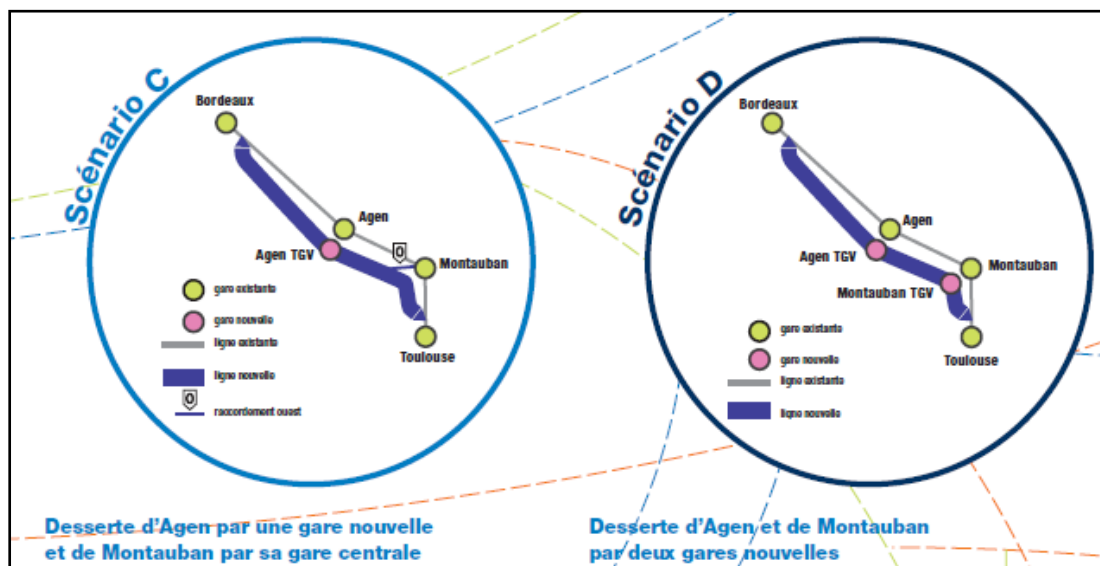 Scénario C
Bordeaux
Agen
O
Agen TGV
Montauban
gare existante
gare nouvelle
ligne existante
Toulouse
ligne nouvelle
O
raccordement ouest
Desserte d'Agen par une gare nouvelle
et de Montauban par sa gare centrale
Scénario D
Bordeaux
Agen
Agen TGV
Montauban
Montauban TGV
gare existante
gare nouvelle
Toulouse
ligne existante
ligne nouvelle
Desserte d'Agen et de Montauban
par deux gares nouvelles